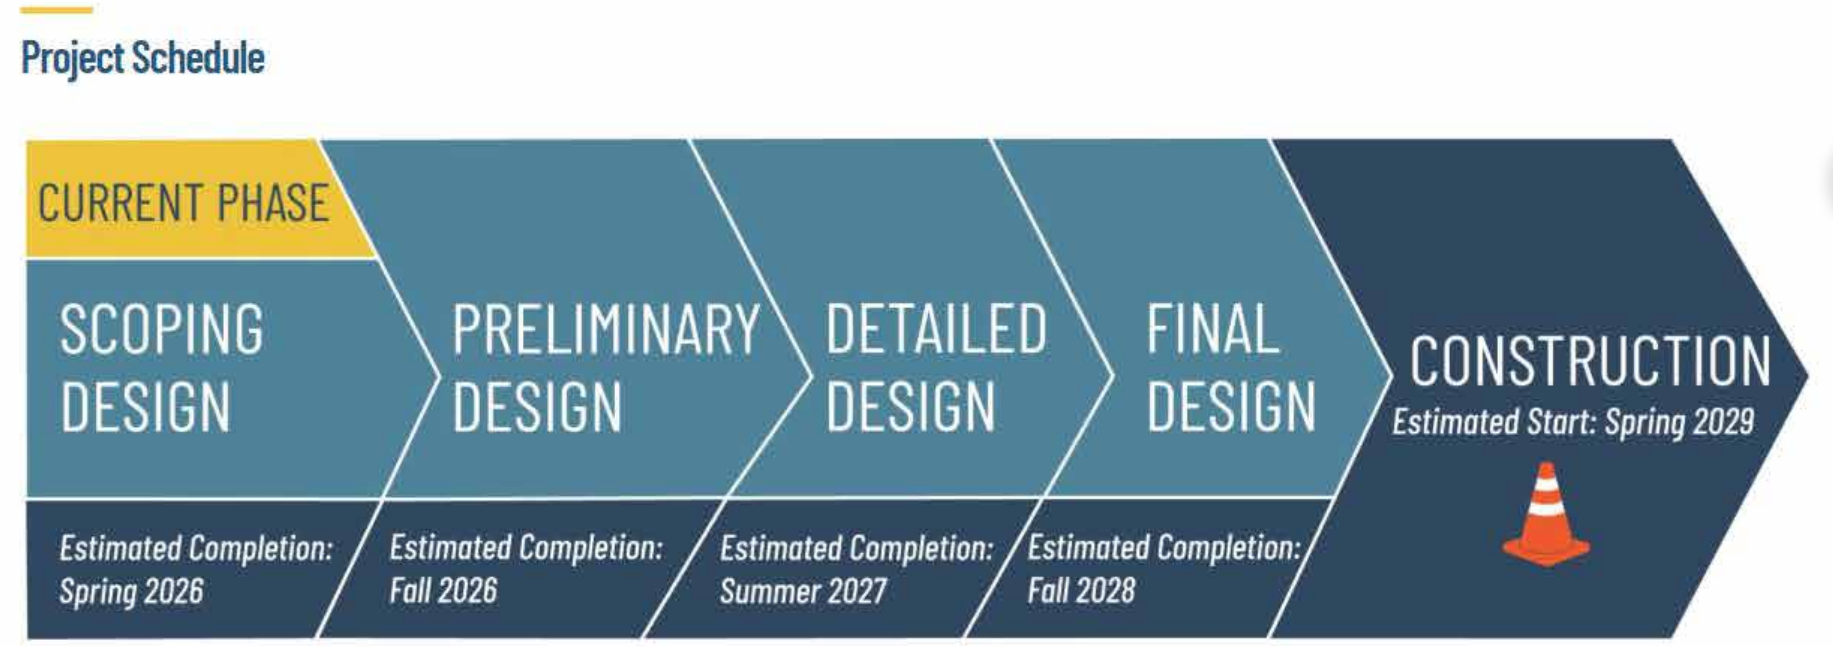 Project Schedule
CURRENT PHASE
SCOPING
DESIGN
Estimated Completion:
Spring 2026
PRELIMINARY
DESIGN
Estimated Completion:
Fall 2026
DETAILED
DESIGN
Estimated Completion:
Summer 2027
FINAL
DESIGN
Estimated Completion:
Fall 2028
CONSTRUCTION
Estimated Start: Spring 2029